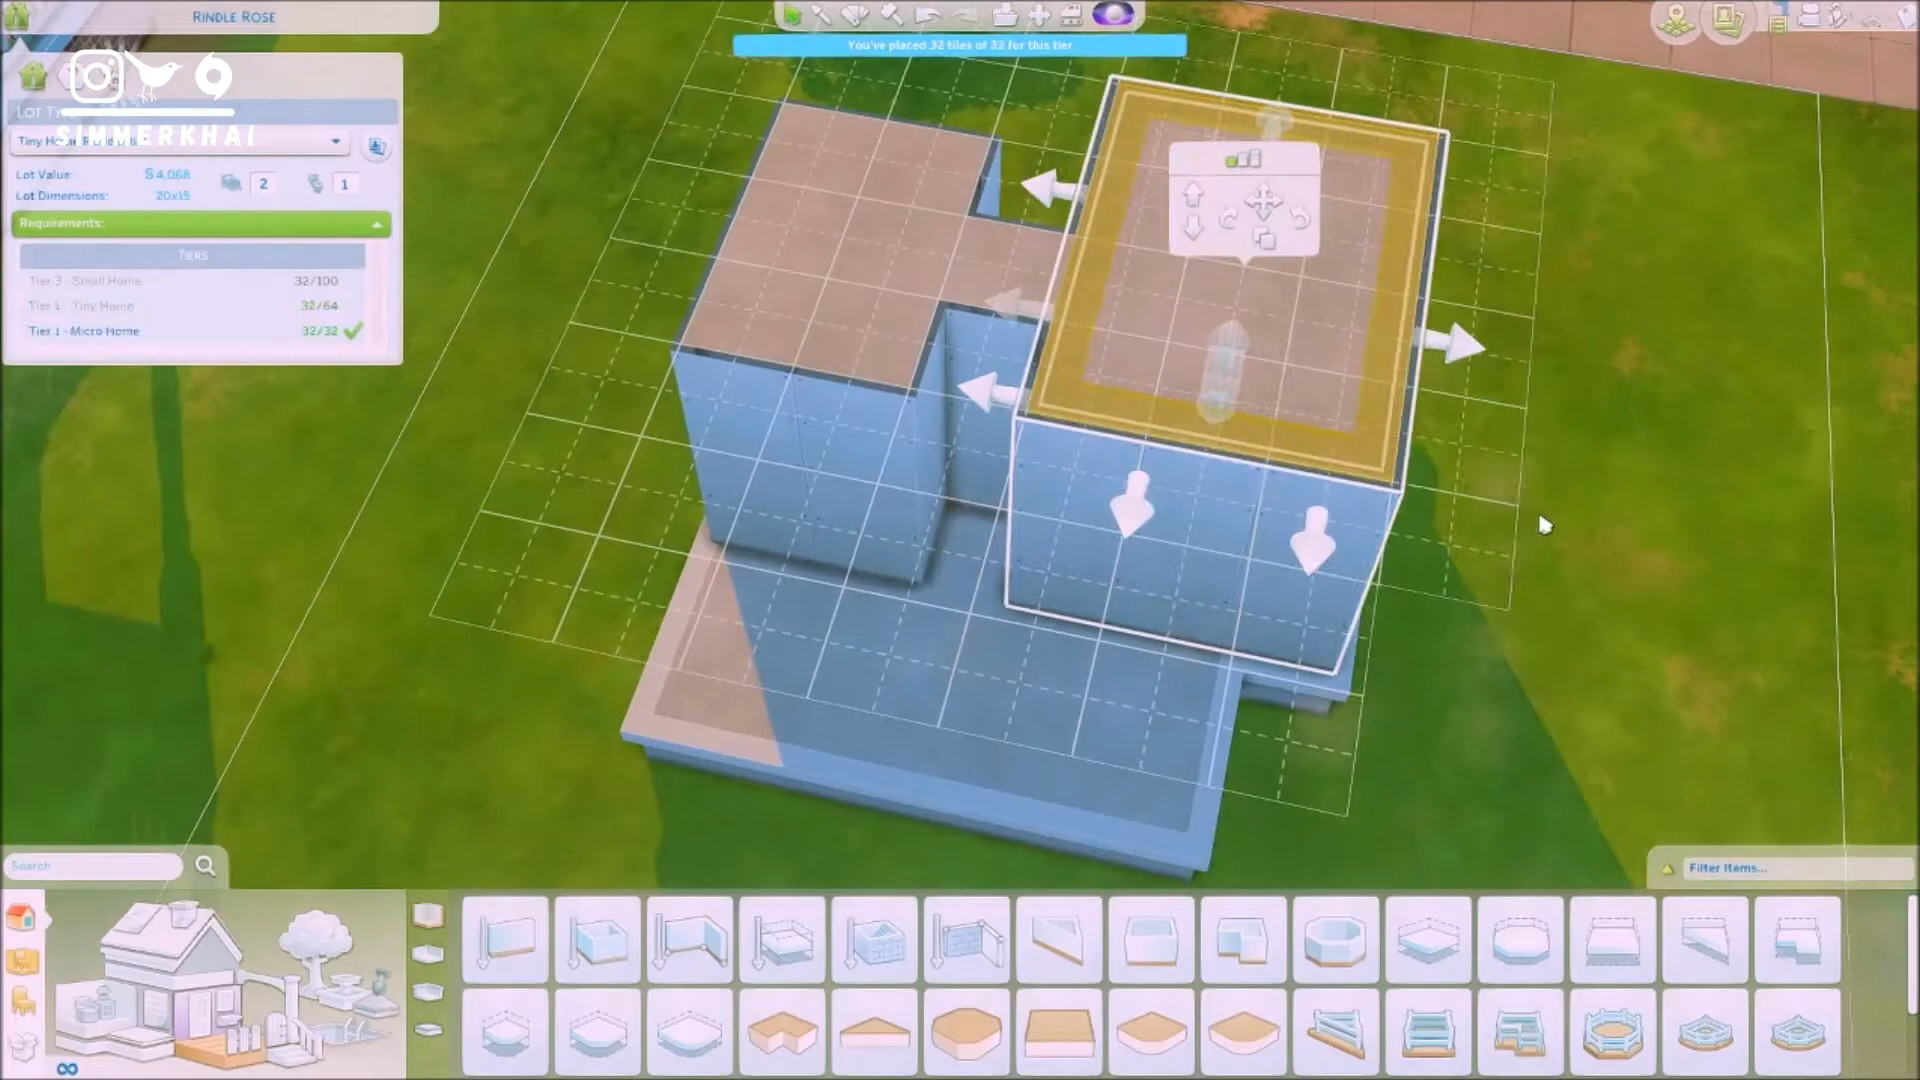 RINDLE ROSE
You've placed 32 tiles of 32 for this tier
SIMMERKHAI
Lot Value: §4,068
2
1
Lot Dimensions: 20x15
Requirements:
TIERS
Tier 3 - Small Home 32/100
Tier 1 - Tiny Home 32/64
Tier 1 - Micro Home 32/32
Search
Filter Items...